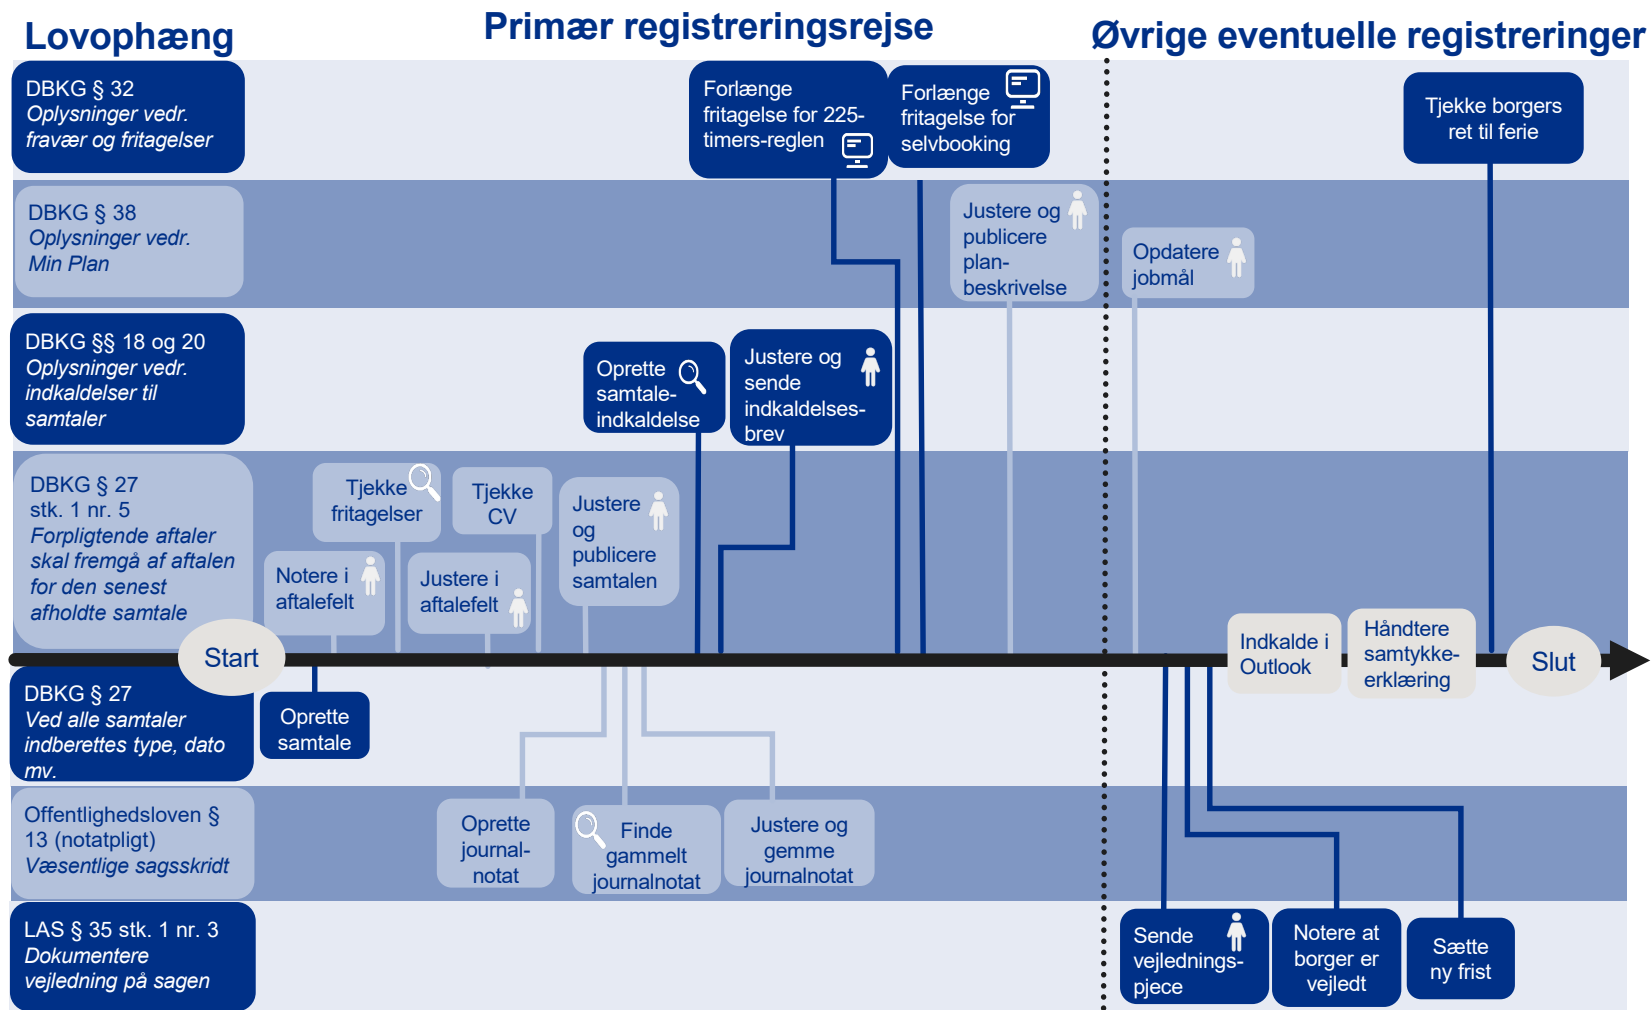 Lovophæng
Primær registreringsrejse
Øvrige eventuelle registreringer
DBKG § 32
Oplysninger vedr.
fravær og fritagelser
Forlænge
fritagelse for 225-
timers-reglen
Forlænge
fritagelse for
selvbooking
Tjekke borgers
ret til ferie
DBKG § 38
Oplysninger vedr.
Min Plan
Justere og
publicere
plan-
beskrivelse
Opdatere
jobmål
DBKG §§ 18 og 20
Oplysninger vedr.
indkaldelser til
samtaler
Oprette
samtale-
indkaldelse
Justere og
sende
indkaldelses-
brev
DBKG § 27
stk. 1 nr. 5
Forpligtende aftaler
skal fremgå af aftalen
for den senest
afholdte samtale
Notere i
aftalefelt
Tjekke
fritagelser
Justere i
aftalefelt
Tjekke
CV
Justere
og
publicere
samtalen
Start
Indkalde i
Outlook
Håndtere
samtykke-
erklæring
Slut
DBKG § 27
Ved alle samtaler
indberettes type, dato
mv.
Oprette
samtale
Offentlighedsloven §
13 (notatpligt)
Væsentlige sagsskridt
Oprette
journal-
notat
Finde
gammelt
journalnotat
Justere og
gemme
journalnotat
LAS § 35 stk. 1 nr. 3
Dokumentere
vejledning på sagen
Sende
vejlednings-
pjece
Notere at
borger er
vejledt
Sætte
ny frist